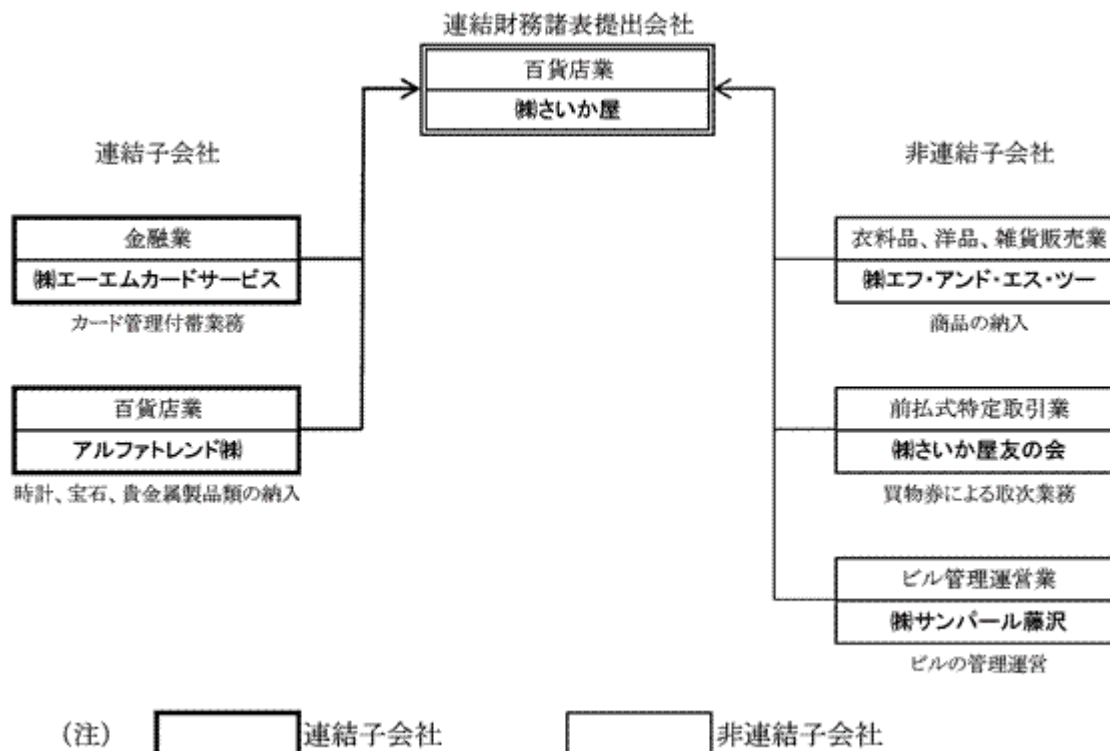 連結財務諸表提出会社
百貨店業
㈱さいか屋
連結子会社
金融業
㈱エーエムカードサービス
カード管理付帯業務
百貨店業
アルファトレンド㈱
時計、宝石、貴金属製品類の納入
非連結子会社
衣料品、洋品、雑貨販売業
㈱エフ・アンド・エス・ツー
商品の納入
前払式特定取引業
㈱さいか屋友の会
買物券による取次業務
ビル管理運営業
㈱サンパール藤沢
ビルの管理運営
(注) 連結子会社 非連結子会社